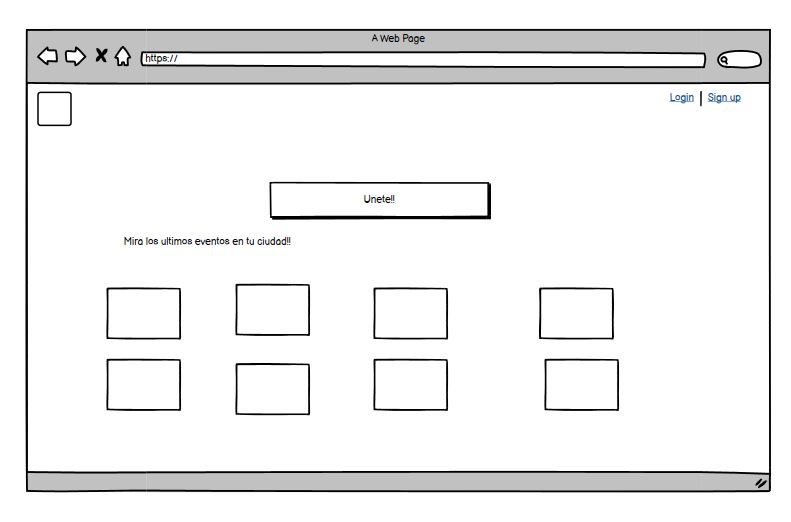 A Web Page
https://
Login | Sign up
Unete!!
Mira los ultimos eventos en tu ciudad!!